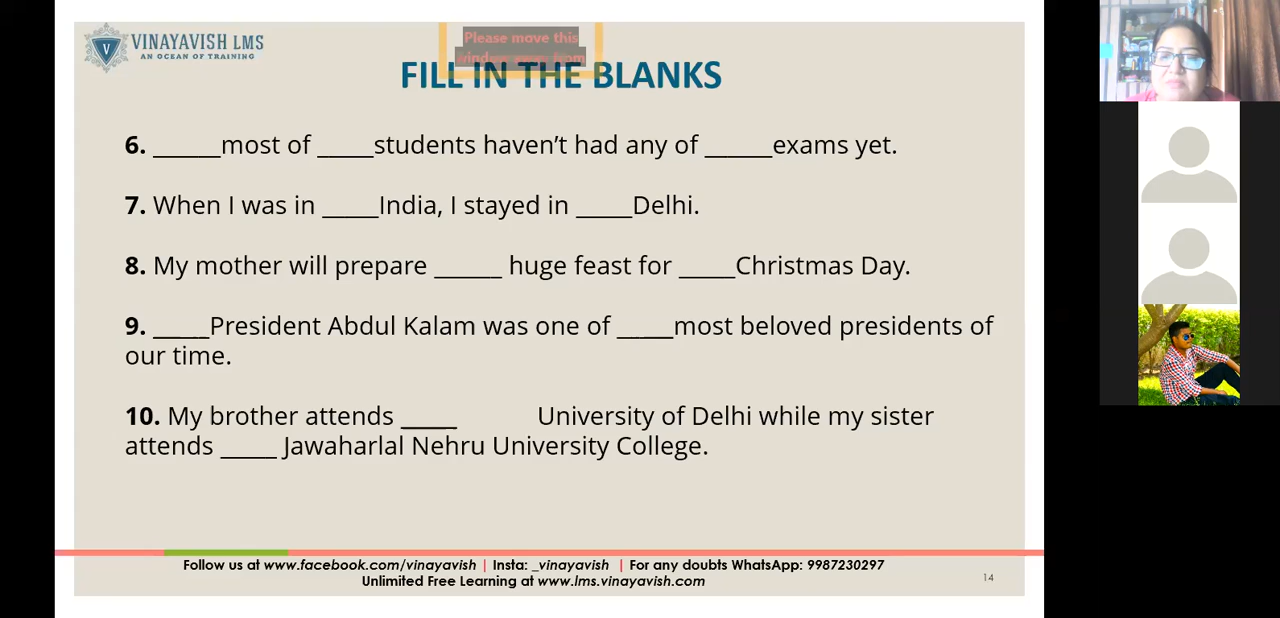 VINAYAVISH LMS
AN OCEAN OF TRAINING
Please move this
window away from
FILL IN THE BLANKS
6. ______most of _____students haven’t had any of ______exams yet.
7. When I was in _____India, I stayed in _____Delhi.
8. My mother will prepare ______ huge feast for _____Christmas Day.
9. _____President Abdul Kalam was one of _____most beloved presidents of
our time.
10. My brother attends _____ University of Delhi while my sister
attends _____ Jawaharlal Nehru University College.
Follow us at www.facebook.com/vinayavish | Insta: _vinayavish | For any doubts WhatsApp: 9987230297
Unlimited Free Learning at www.lms.vinayavish.com
14